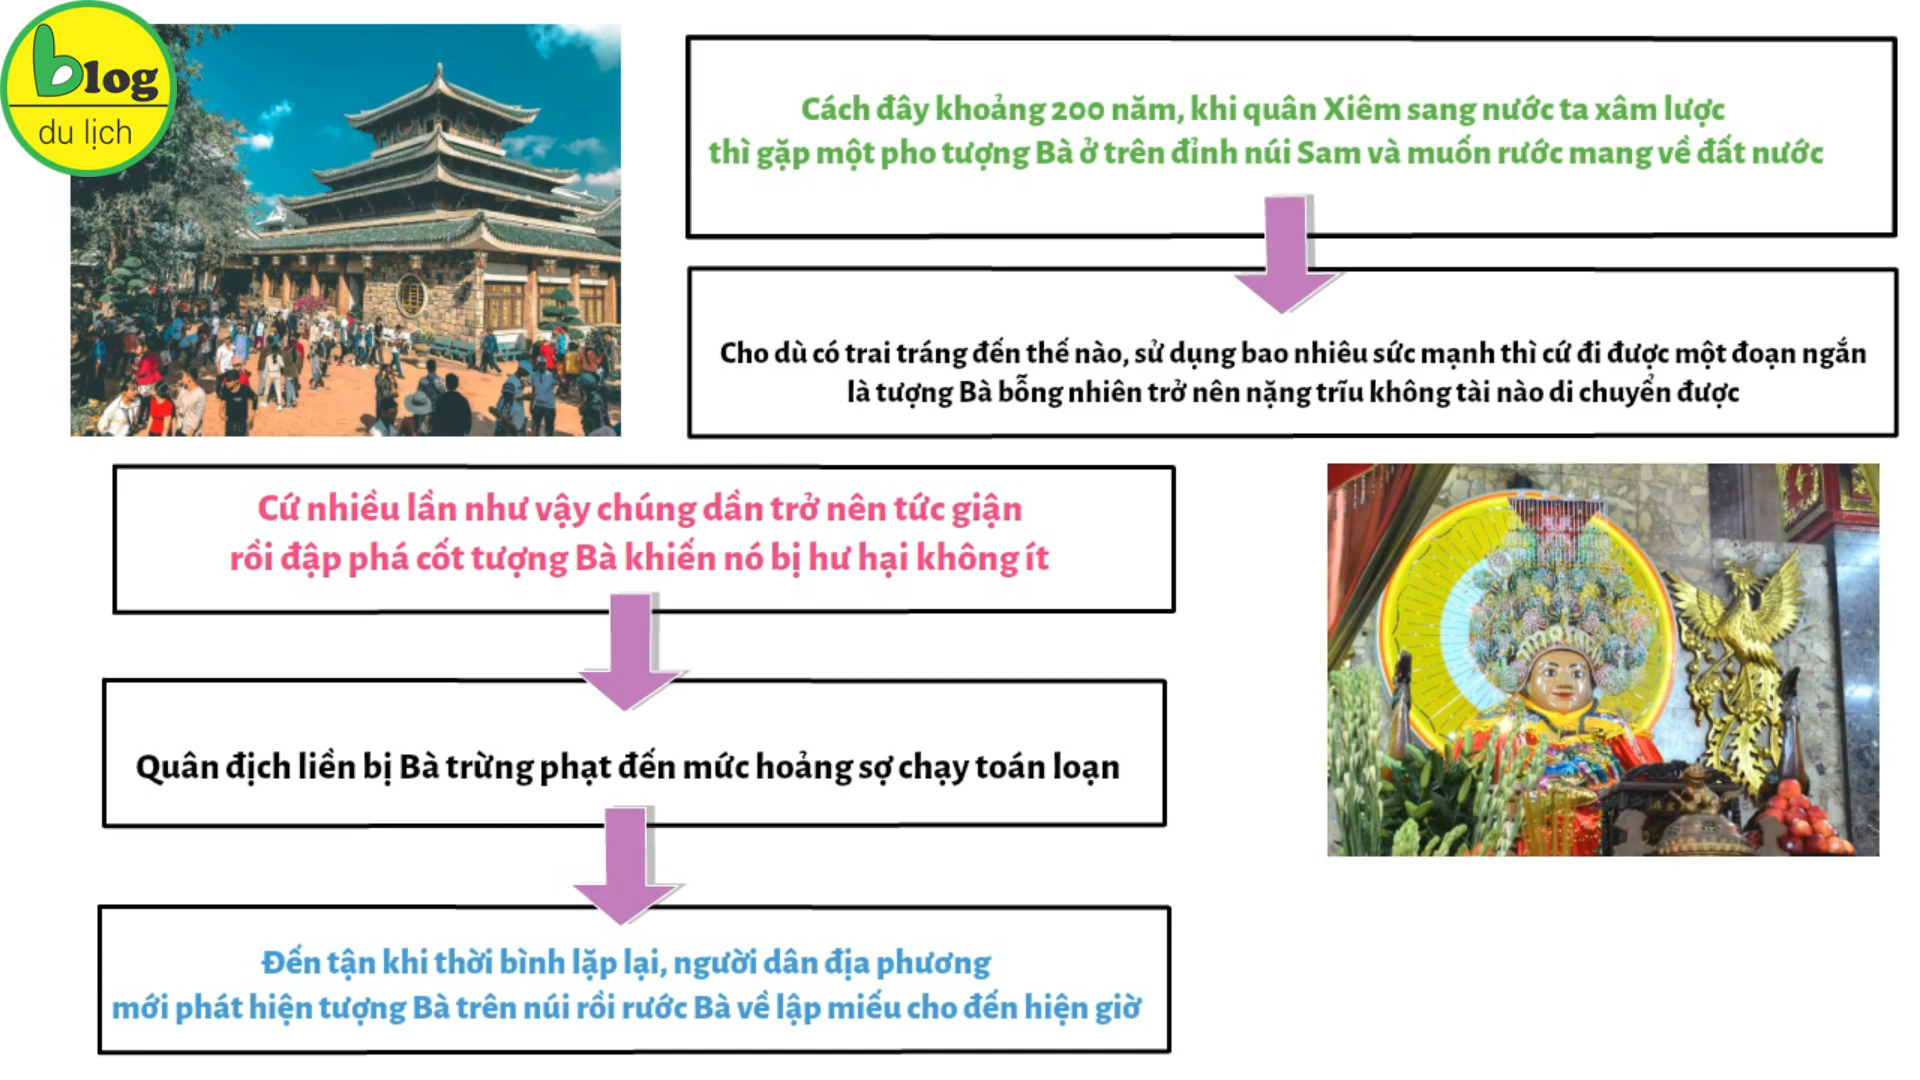 blog
du lịch
Cách đây khoảng 200 năm, khi quân Xiêm sang nước ta xâm lược
thì gặp một pho tượng Bà ở trên đỉnh núi Sam và muốn rước mang về đất nước
Cho dù có trai tráng đến thế nào, sử dụng bao nhiêu sức mạnh thì cứ đi được một đoạn ngắn
là tượng Bà bỗng nhiên trở nên nặng trĩu không tài nào di chuyển được
Cứ nhiều lần như vậy chúng dần trở nên tức giận
rồi đập phá cốt tượng Bà khiến nó bị hư hại không ít
Quân địch liền bị Bà trừng phạt đến mức hoảng sợ chạy toán loạn
Đến tận khi thời bình lặp lại, người dân địa phương
mới phát hiện tượng Bà trên núi rồi rước Bà về lập miếu cho đến hiện giờ